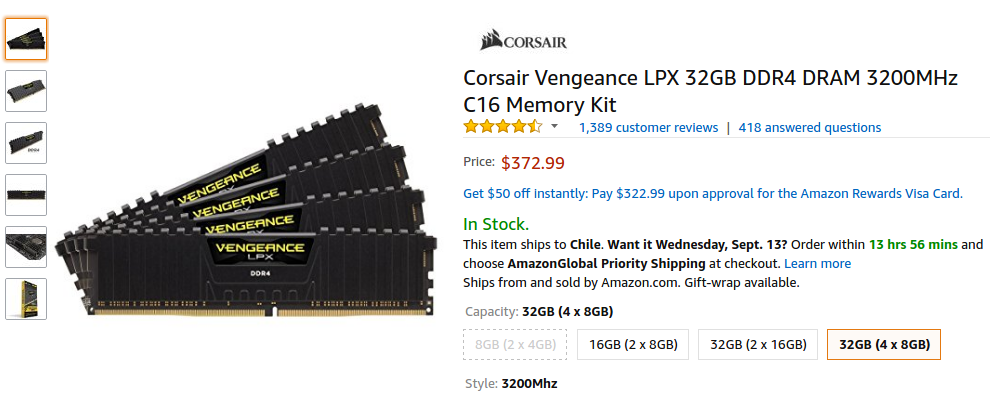 CORSAIR
Corsair Vengeance LPX 32GB DDR4 DRAM 3200MHz
C16 Memory Kit
1,389 customer reviews | 418 answered questions
Price: $372.99
Get $50 off instantly: Pay $322.99 upon approval for the Amazon Rewards Visa Card.
In Stock.
This item ships to Chile. Want it Wednesday, Sept. 13? Order within 13 hrs 56 mins and
choose AmazonGlobal Priority Shipping at checkout. Learn more
Ships from and sold by Amazon.com. Gift-wrap available.
Capacity: 32GB (4 x 8GB)
8GB (2 x 4GB) 16GB (2 x 8GB) 32GB (2 x 16GB) 32GB (4 x 8GB)
Style: 3200Mhz
VENGEANCE
VENGEANCE
VENGEANCE
VENGEANCE
LPX
DDR4
DDR4